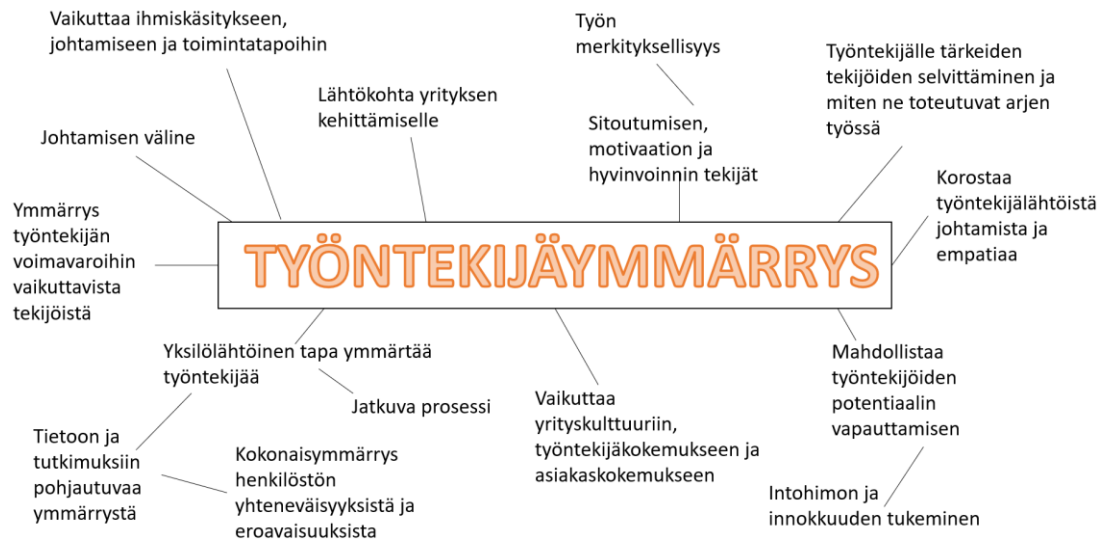 Vaikuttaa ihmiskäsitykseen,
johtamiseen ja toimintatapoihin
Työn
merkityksellisyys
Työntekijälle tärkeiden
tekijöiden selvittäminen ja
miten ne toteutuvat arjen
työssä
Lähtökohta yrityksen
kehittämiselle
Johtamisen väline
Sitoutumisen,
motivaation ja
hyvinvoinnin tekijät
Korostaa
työntekijälähtöistä
johtamista ja
empatiaa
Ymmärrys
työntekijän
voimavaroihin
vaikuttavista
tekijöistä
TYÖNTEKIJÄYMMÄRRYS
Yksilölähtöinen tapa ymmärtää
työntekijää
Jatkuva prosessi
Mahdollistaa
työntekijöiden
potentiaalin
vapauttamisen
Vaikuttaa
yrityskulttuuriin,
työntekijäkokemukseen ja
asiakaskokemukseen
Tietoon ja
tutkimuksiin
pohjautuvaa
ymmärrystä
Kokonaisymmärrys
henkilöstön
yhteneväisyyksistä ja
eroavaisuuksista
Intohimon ja
innokkuuden tukeminen